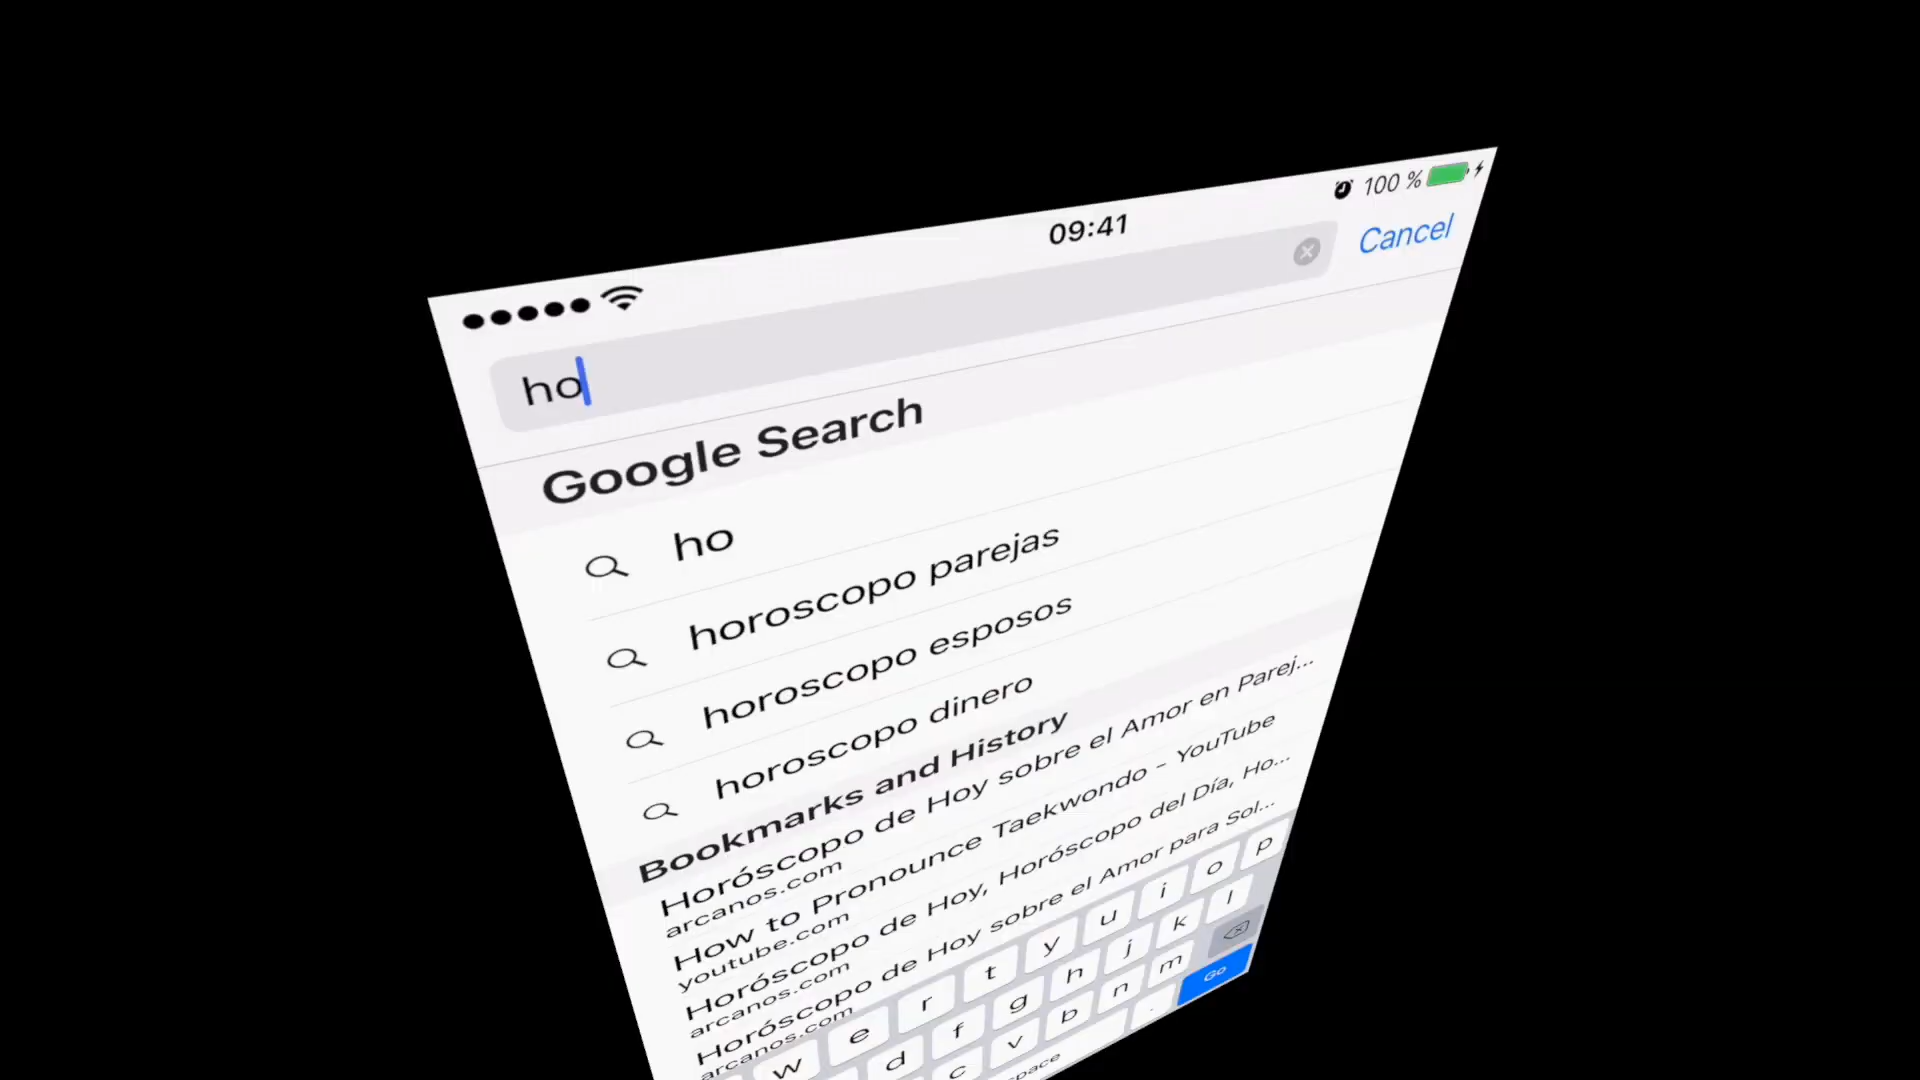 09:41
100 %
ho
Cancel
Google Search
ho
horoscopo parejas
horoscopo esposos
horoscopo dinero
Bookmarks and History
Horóscopo de Hoy sobre el Amor en Parej...
arcanos.com
How to Pronounce Taekwondo - YouTube
youtube.com
Horóscopo de Hoy, Horóscopo del Día, Ho...
arcanos.com
Horóscopo de Hoy sobre el Amor para Sol...
arcanos.com
w e r t y u i o p
d f g h j k l
c v b n m
space . Go